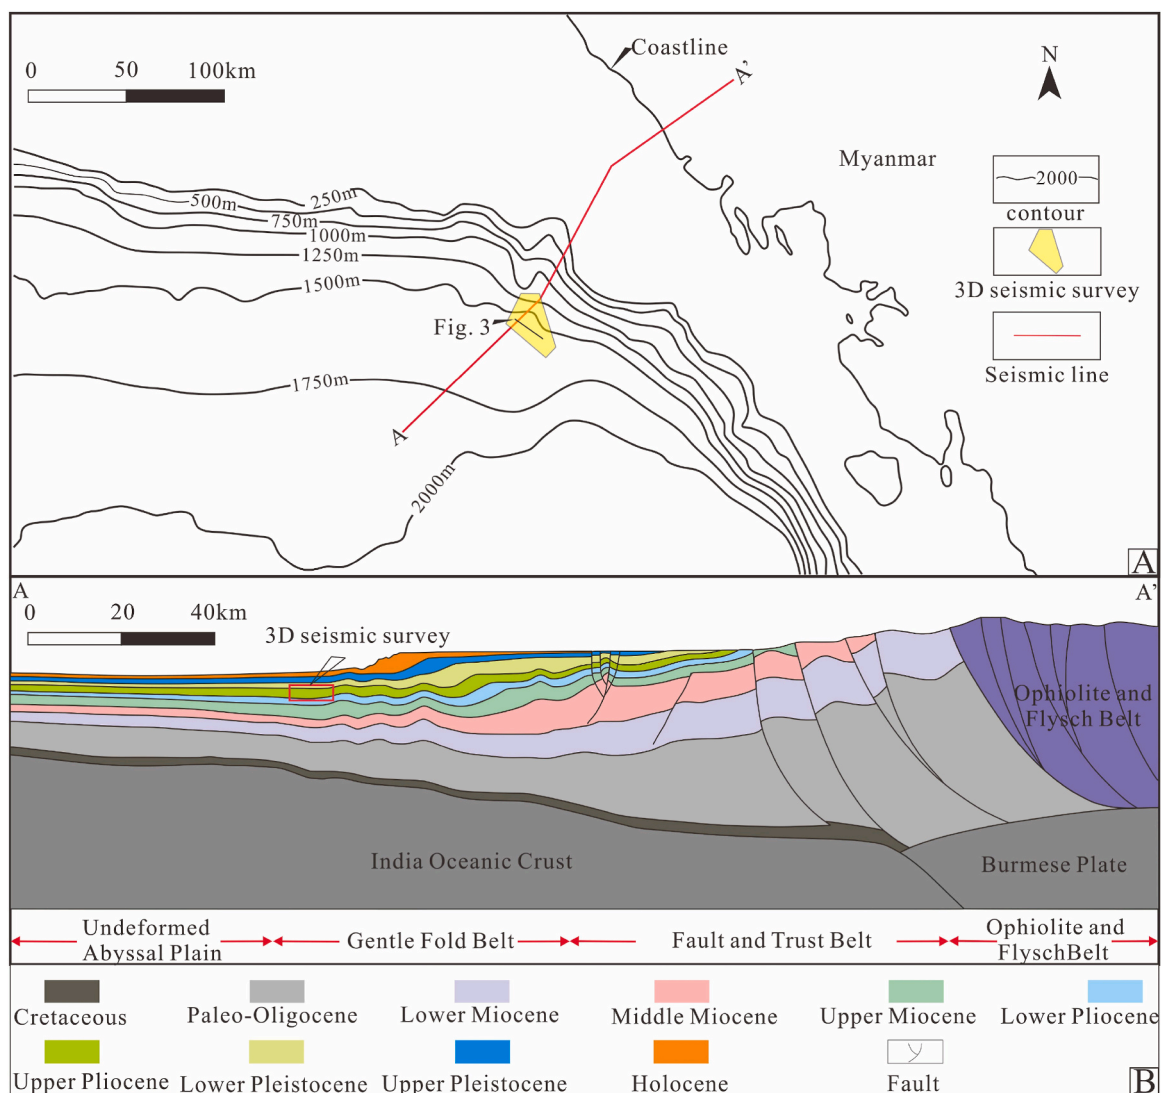 0 50 100km
Coastline
A'
N
Myanmar
2000
contour
3D seismic survey
Seismic line
250m
500m
750m
1000m
1250m
1500m
Fig. 3
1750m
A
2000m
A
A
A'
0 20 40km
3D seismic survey
Ophiolite and
Flysch Belt
India Oceanic Crust
Burmese Plate
Undeformed
Abyssal Plain
Gentle Fold Belt
Fault and Trust Belt
Ophiolite and
FlyschBelt
Cretaceous
Paleo-Oligocene
Lower Miocene
Middle Miocene
Upper Miocene
Lower Pliocene
Upper Pliocene
Lower Pleistocene
Upper Pleistocene
Holocene
Fault
B